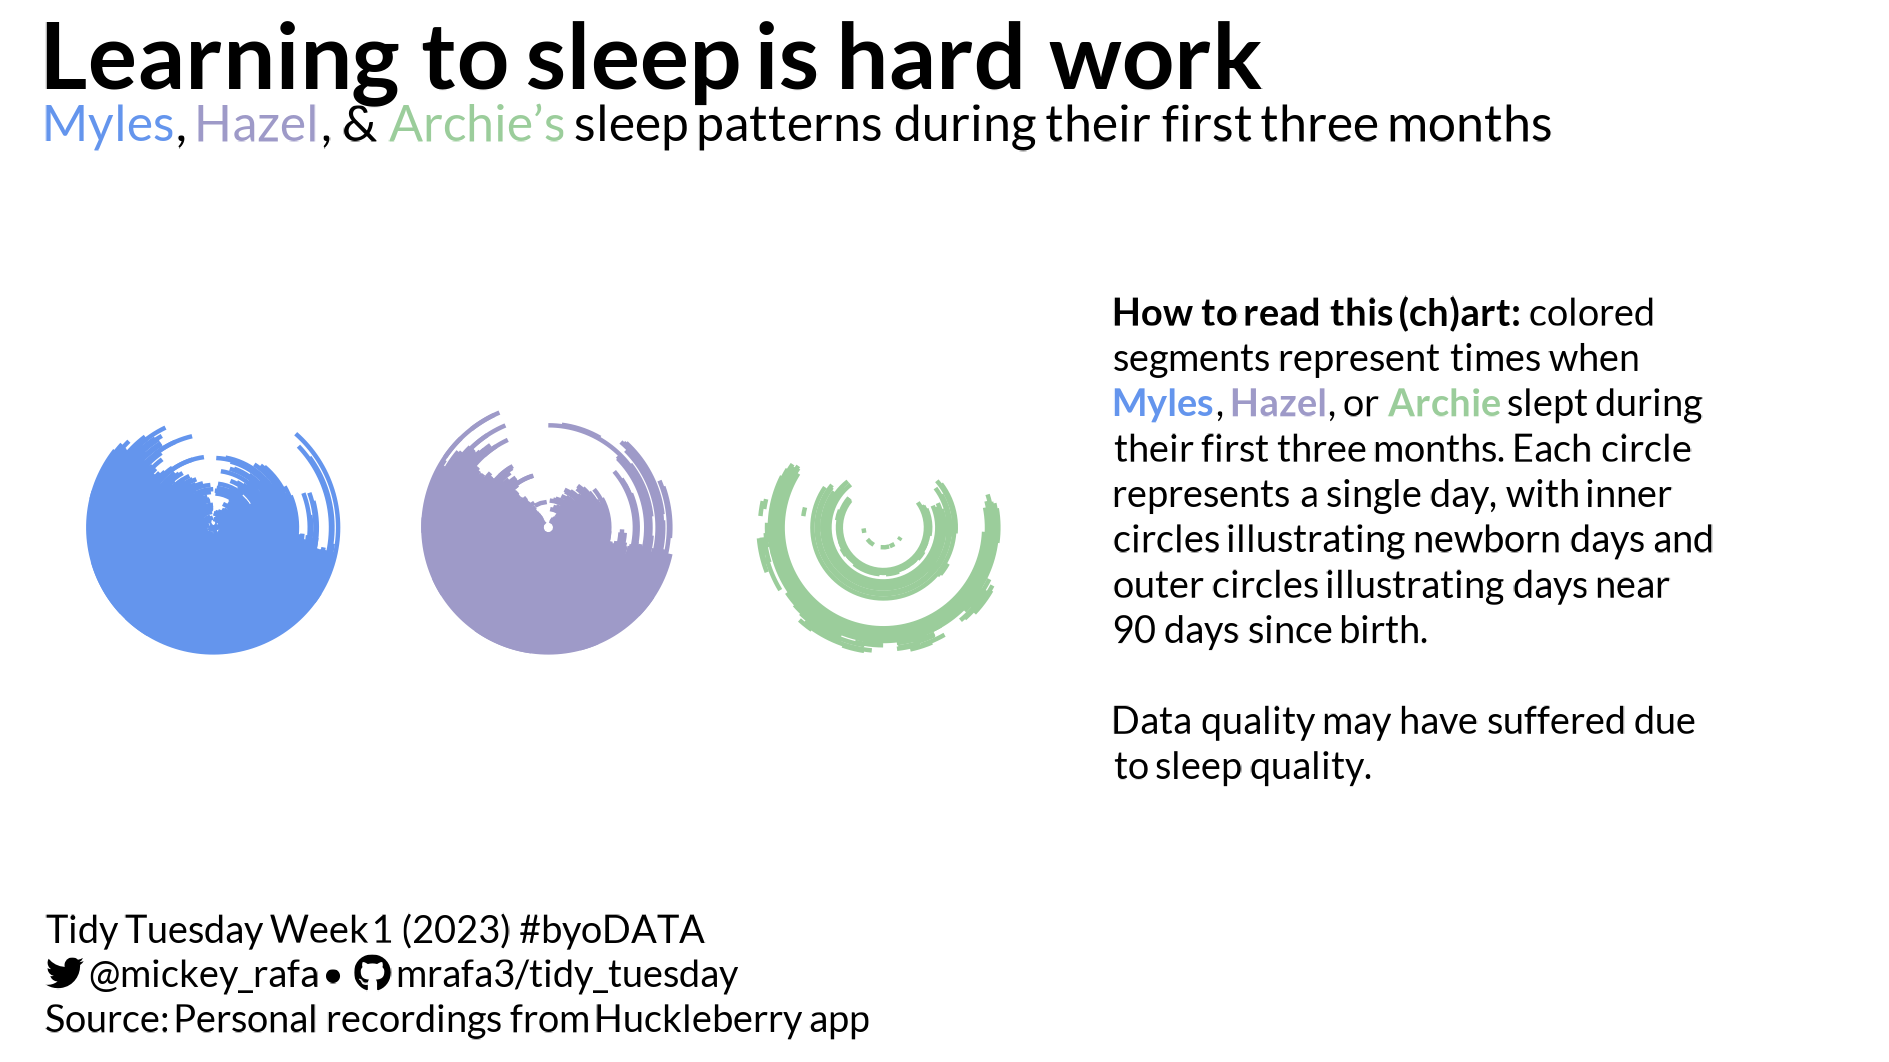 Learning to sleep is hard work
Myles, Hazel, & Archie’s sleep patterns during their first three months
How to read this (ch)art: colored
segments represent times when
Myles, Hazel, or Archie slept during
their first three months. Each circle
represents a single day, with inner
circles illustrating newborn days and
outer circles illustrating days near
90 days since birth.
Data quality may have suffered due
to sleep quality.
Tidy Tuesday Week 1 (2023) #byoDATA
@mickey_rafa • mrafa3/tidy_tuesday
Source: Personal recordings from Huckleberry app